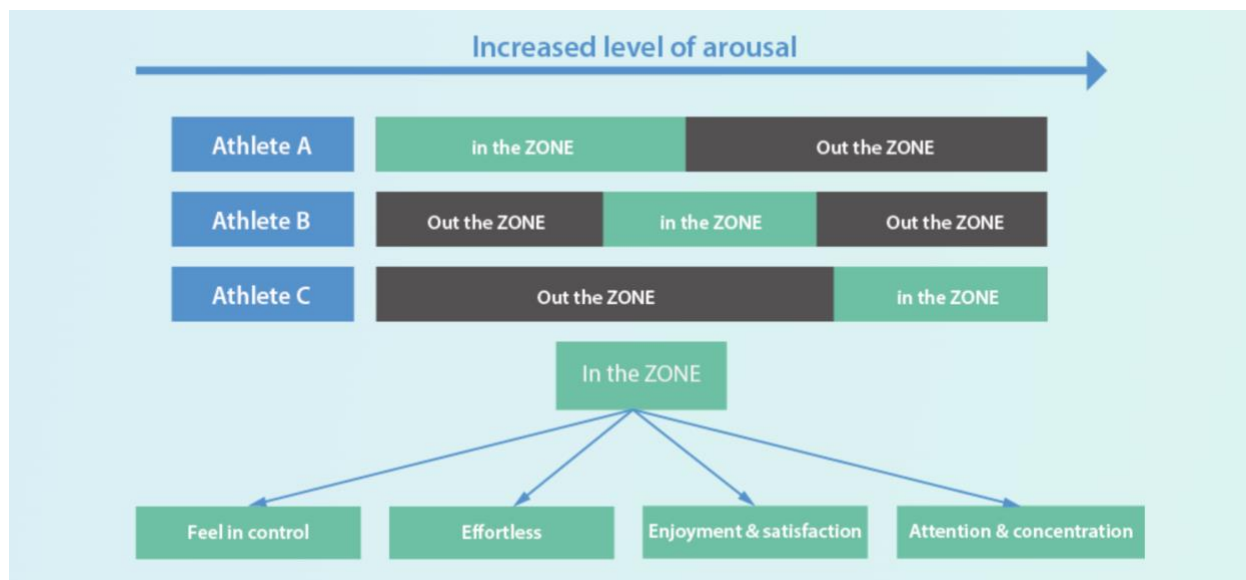 Increased level of arousal
Athlete A
in the ZONE
Out the ZONE
Athlete B
Out the ZONE
in the ZONE
Out the ZONE
Athlete C
Out the ZONE
in the ZONE
In the ZONE
Feel in control
Effortless
Enjoyment & satisfaction
Attention & concentration